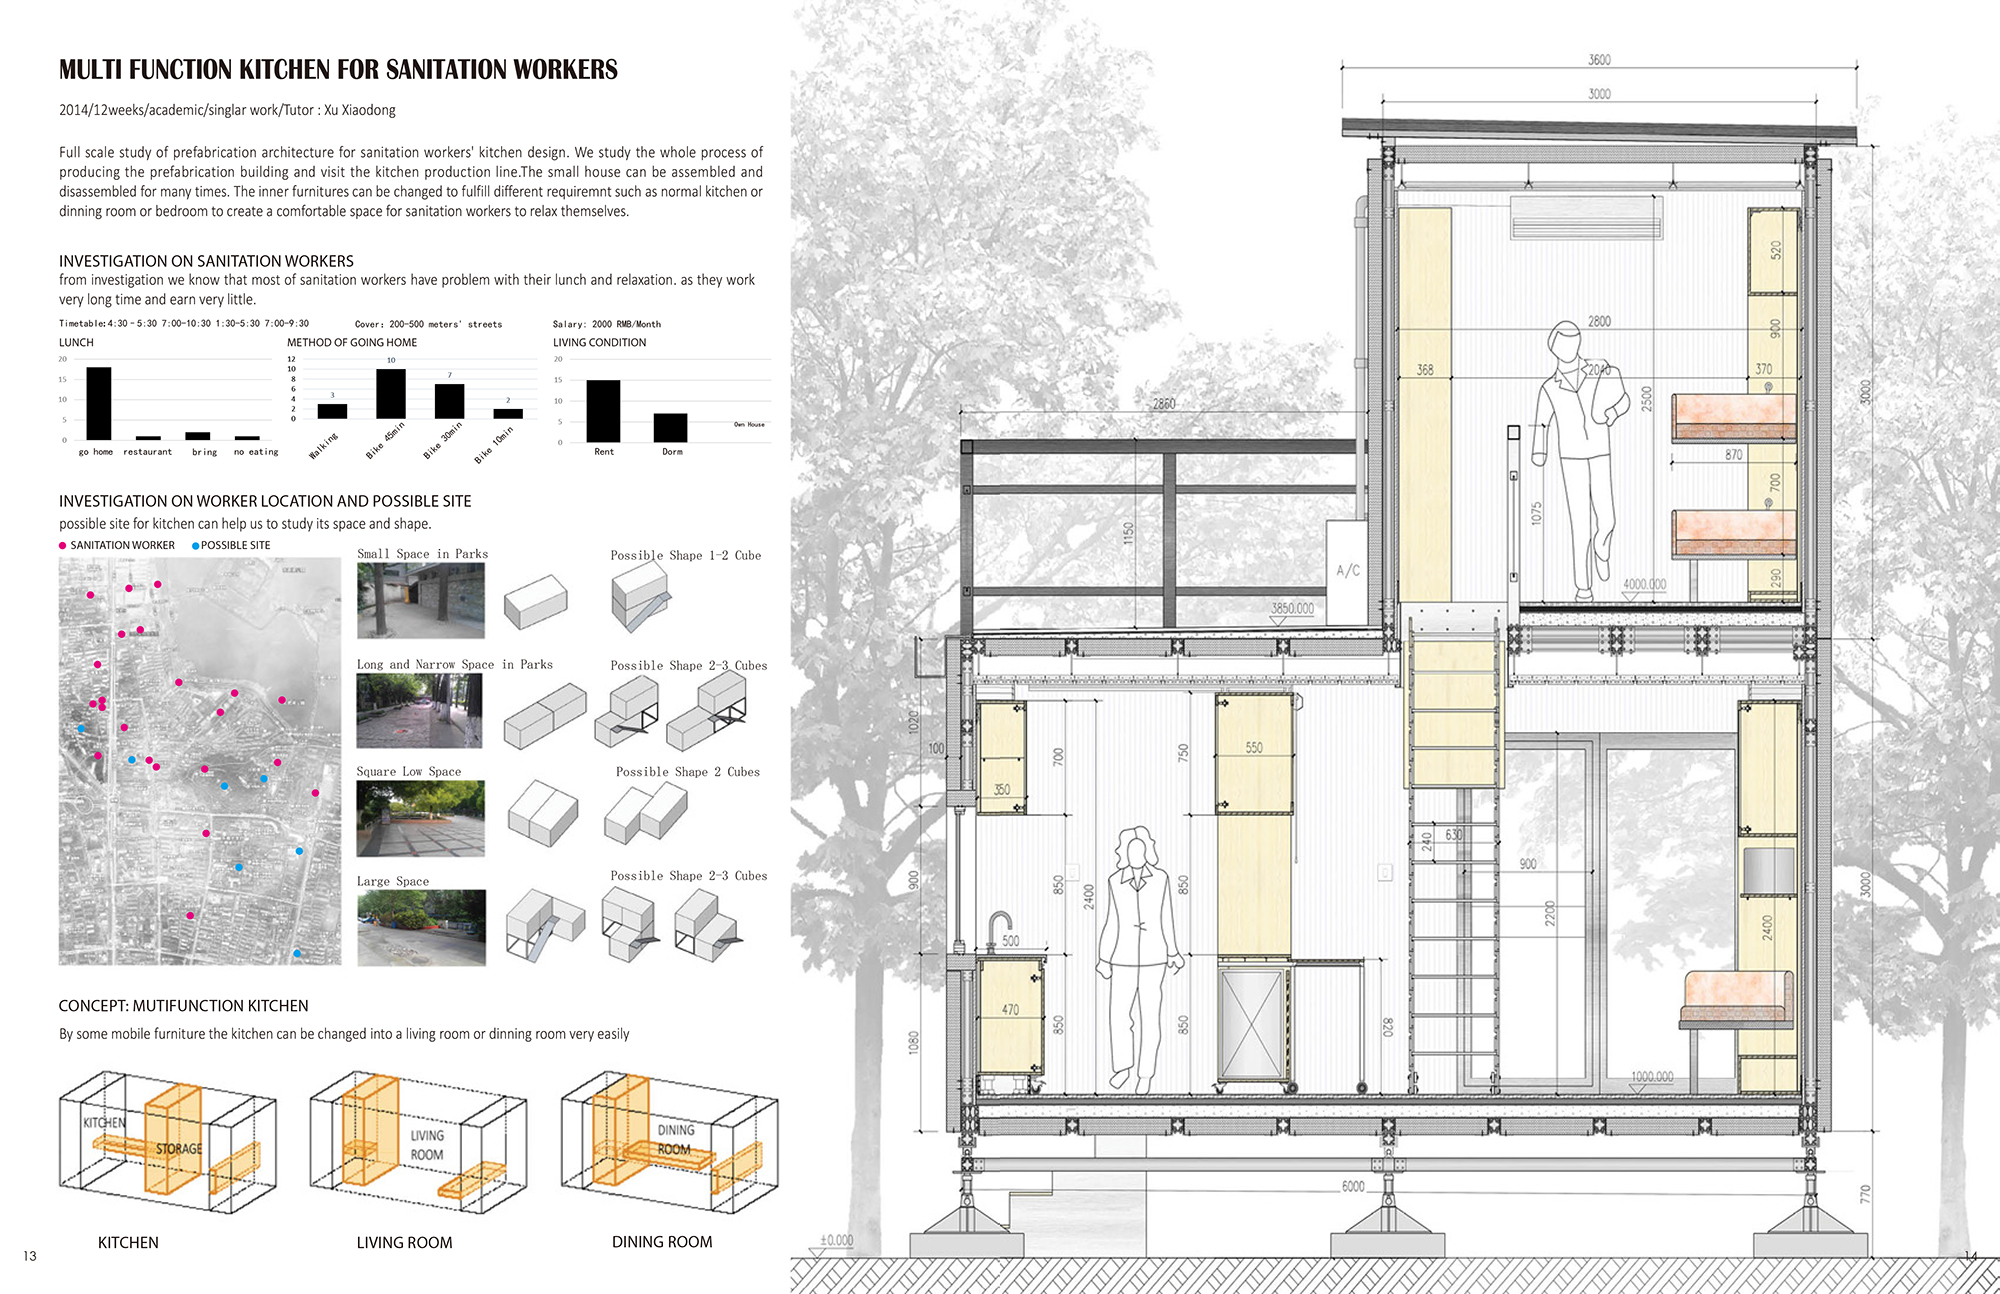 MULTI FUNCTION KITCHEN FOR SANITATION WORKERS
2014/12weeks/academic/singlar work/Tutor : Xu Xiaodong
Full scale study of prefabrication architecture for sanitation workers' kitchen design. We study the whole process of
producing the prefabrication building and visit the kitchen production line.The small house can be assembled and
disassembled for many times. The inner furnitures can be changed to fulfill different requiremnt such as normal kitchen or
dinning room or bedroom to create a comfortable space for sanitation workers to relax themselves.
INVESTIGATION ON SANITATION WORKERS
from investigation we know that most of sanitation workers have problem with their lunch and relaxation. as they work
very long time and earn very little.
Timetable:4:30-5:30 7:00-10:30 1:30-5:30 7:00-9:30
Cover: 200-500 meters' streets
Salary: 2000 RMB/Month
LUNCH
20
15
10
5
0
go home restaurant bring no eating
METHOD OF GOING HOME
12
10
8
6
4
2
0
3
10
7
2
Walking
Bike 45min
Bike 30min
Bike 10min
LIVING CONDITION
20
15
10
5
0
Own House
Rent
Dorm
INVESTIGATION ON WORKER LOCATION AND POSSIBLE SITE
possible site for kitchen can help us to study its space and shape.
SANITATION WORKER
POSSIBLE SITE
Small Space in Parks
Possible Shape 1-2 Cube
Long and Narrow Space in Parks
Possible Shape 2-3 Cubes
Square Low Space
Possible Shape 2 Cubes
Large Space
Possible Shape 2-3 Cubes
CONCEPT: MUTIFUNCTION KITCHEN
By some mobile furniture the kitchen can be changed into a living room or dinning room very easily
KITCHEN
STORAGE
LIVING
ROOM
DINING
ROOM
KITCHEN
LIVING ROOM
DINING ROOM
13
3600
3000
520
2800
900
368
2040
370
2500
3000
2860
870
700
1075
1150
A/C
290
4000.000
3850.000
1020
100
700
750
550
350
240
630
900
900
850
2400
850
2200
2400
3000
500
470
850
850
820
1080
1000.000
6000
770
±0.000
14